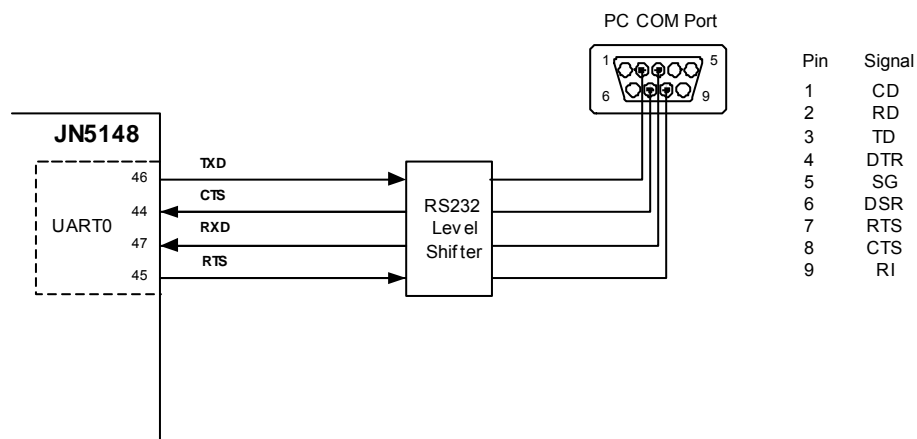 PC COM Port
1 5
6 9
Pin Signal
1 CD
2 RD
3 TD
4 DTR
5 SG
6 DSR
7 RTS
8 CTS
9 RI
JN5148
UART0
46 TXD
44 CTS
47 RXD
45 RTS
RS232
Level
Shifter